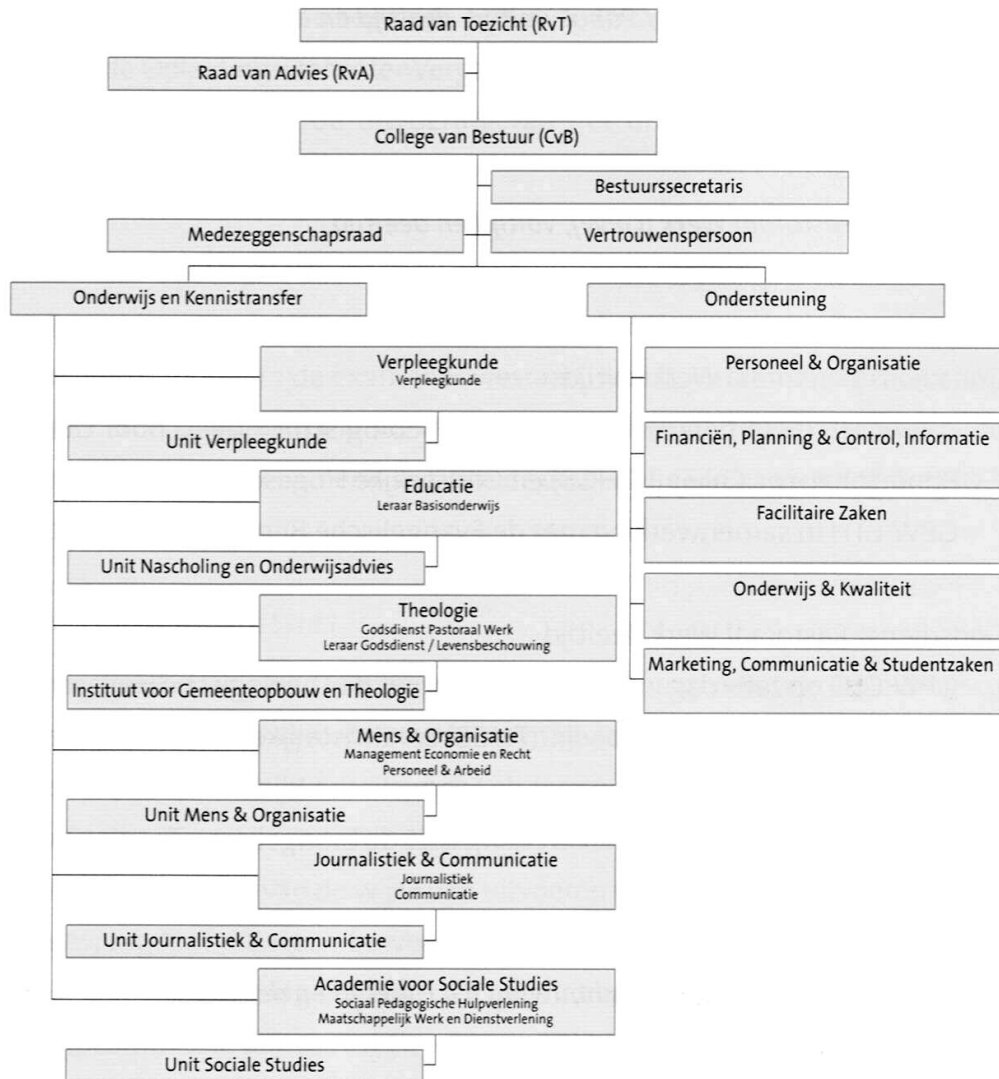 Raad van Toezicht (RvT)
Raad van Advies (RvA)
College van Bestuur (CvB)
Bestuurssecretaris
Medezeggenschapsraad
Vertrouwenspersoon
Onderwijs en Kennistransfer
Verpleegkunde
Verpleegkunde
Unit Verpleegkunde
Educatie
Leraar Basisonderwijs
Unit Nascholing en Onderwijsadvies
Theologie
Godsdienst Pastoraal Werk
Leraar Godsdienst / Levensbeschouwing
Instituut voor Gemeenteopbouw en Theologie
Mens & Organisatie
Management Economie en Recht
Personeel & Arbeid
Unit Mens & Organisatie
Journalistiek & Communicatie
Journalistiek
Communicatie
Unit Journalistiek & Communicatie
Academie voor Sociale Studies
Sociaal Pedagogische Hulpverlening
Maatschappelijk Werk en Dienstverlening
Unit Sociale Studies
Ondersteuning
Personeel & Organisatie
Financiën, Planning & Control, Informatie
Facilitaire Zaken
Onderwijs & Kwaliteit
Marketing, Communicatie & Studentzaken